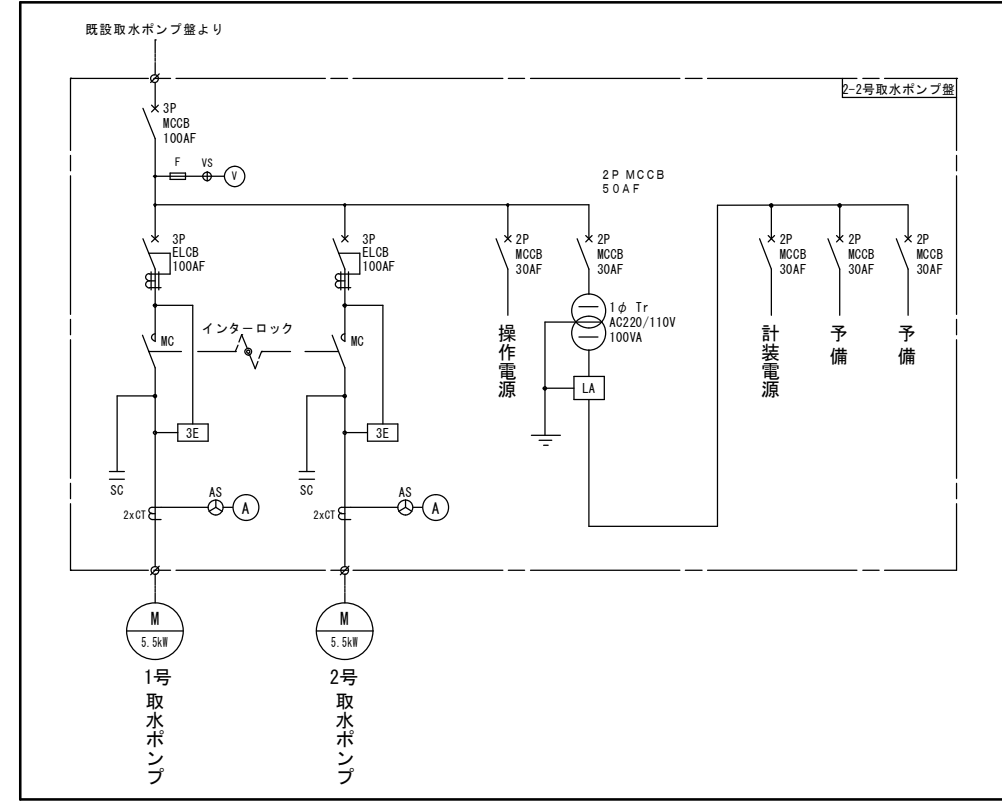 既設取水ポンプ盤より
2-2号取水ポンプ盤
3P
MCCB
100AF
F
VS
V
2P MCCB
50AF
3P
ELCB
100AF
3P
ELCB
100AF
2P
MCCB
30AF
2P
MCCB
30AF
2P
MCCB
30AF
2P
MCCB
30AF
2P
MCCB
30AF
1φ Tr
AC220/110V
100VA
MC
インターロック
MC
操作電源
計装電源
予備
予備
LA
3E
3E
SC
SC
2xCT
AS
A
2xCT
AS
A
M
5.5kW
M
5.5kW
1号
取水ポンプ
2号
取水ポンプ